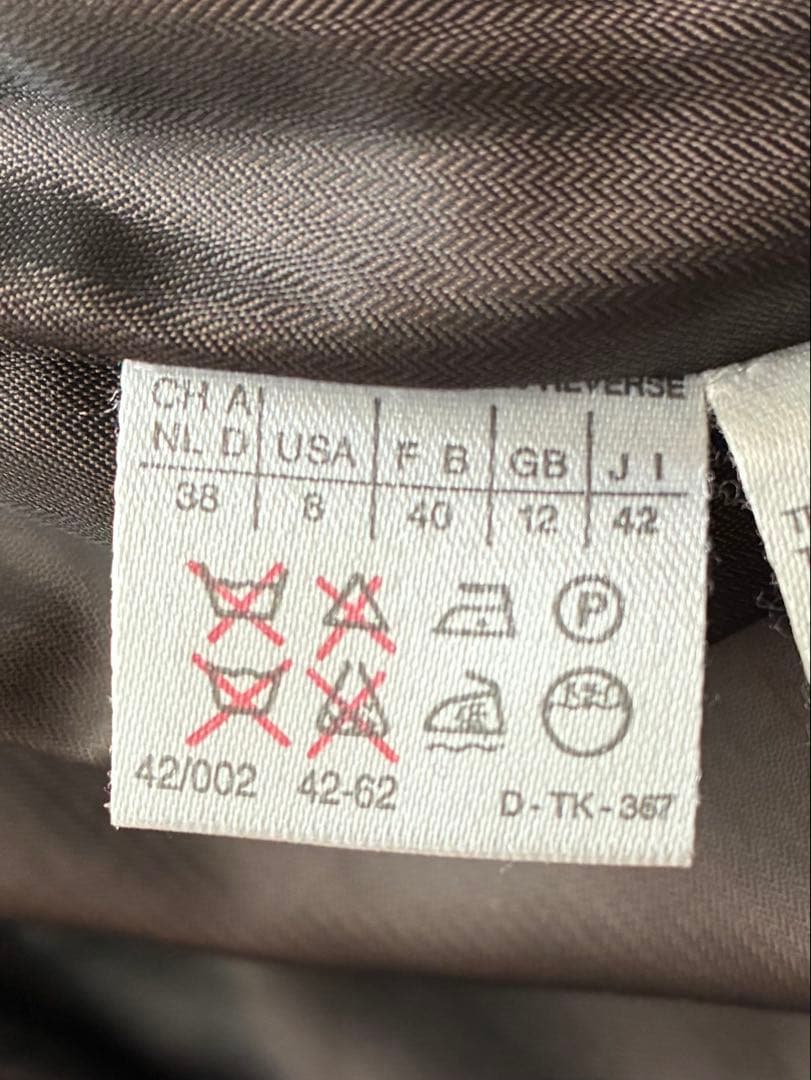 REVERSE
CH A
NL D USA F B GB J I
38 8 40 12 42
P
42/002 42-62 D-TK-367